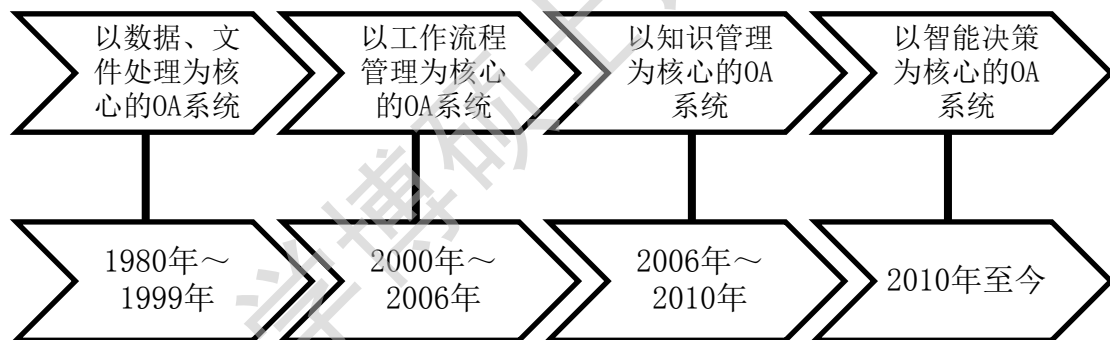 以数据、文
件处理为核
心的OA系统
以工作流程
管理为核心
的OA系统
以知识管理
为核心的OA
系统
以智能决策
为核心的OA
系统
1980年～
1999年
2000年～
2006年
2006年～
2010年
2010年至今
学博硕士